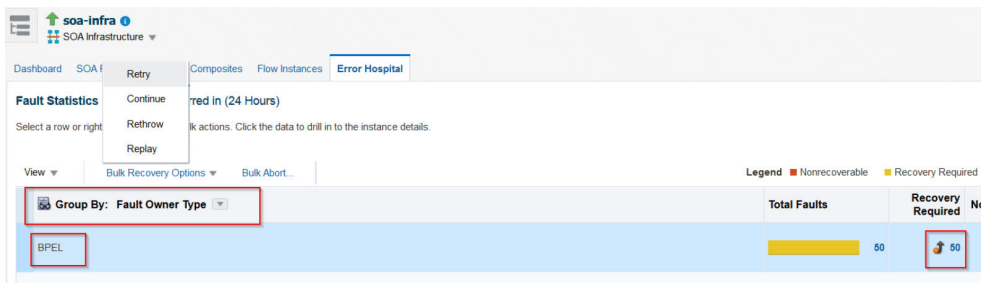 soa-infra
SOA Infrastructure
Dashboard SOA Composites Flow Instances Error Hospital
Retry
Continue
Rethrow
Replay
Fault Statistics rred in (24 Hours)
Select a row or right lk actions. Click the data to drill in to the instance details.
View Bulk Recovery Options Bulk Abort... Legend Nonrecoverable Recovery Required
Group By: Fault Owner Type Total Faults Recovery Required No
BPEL 50 50